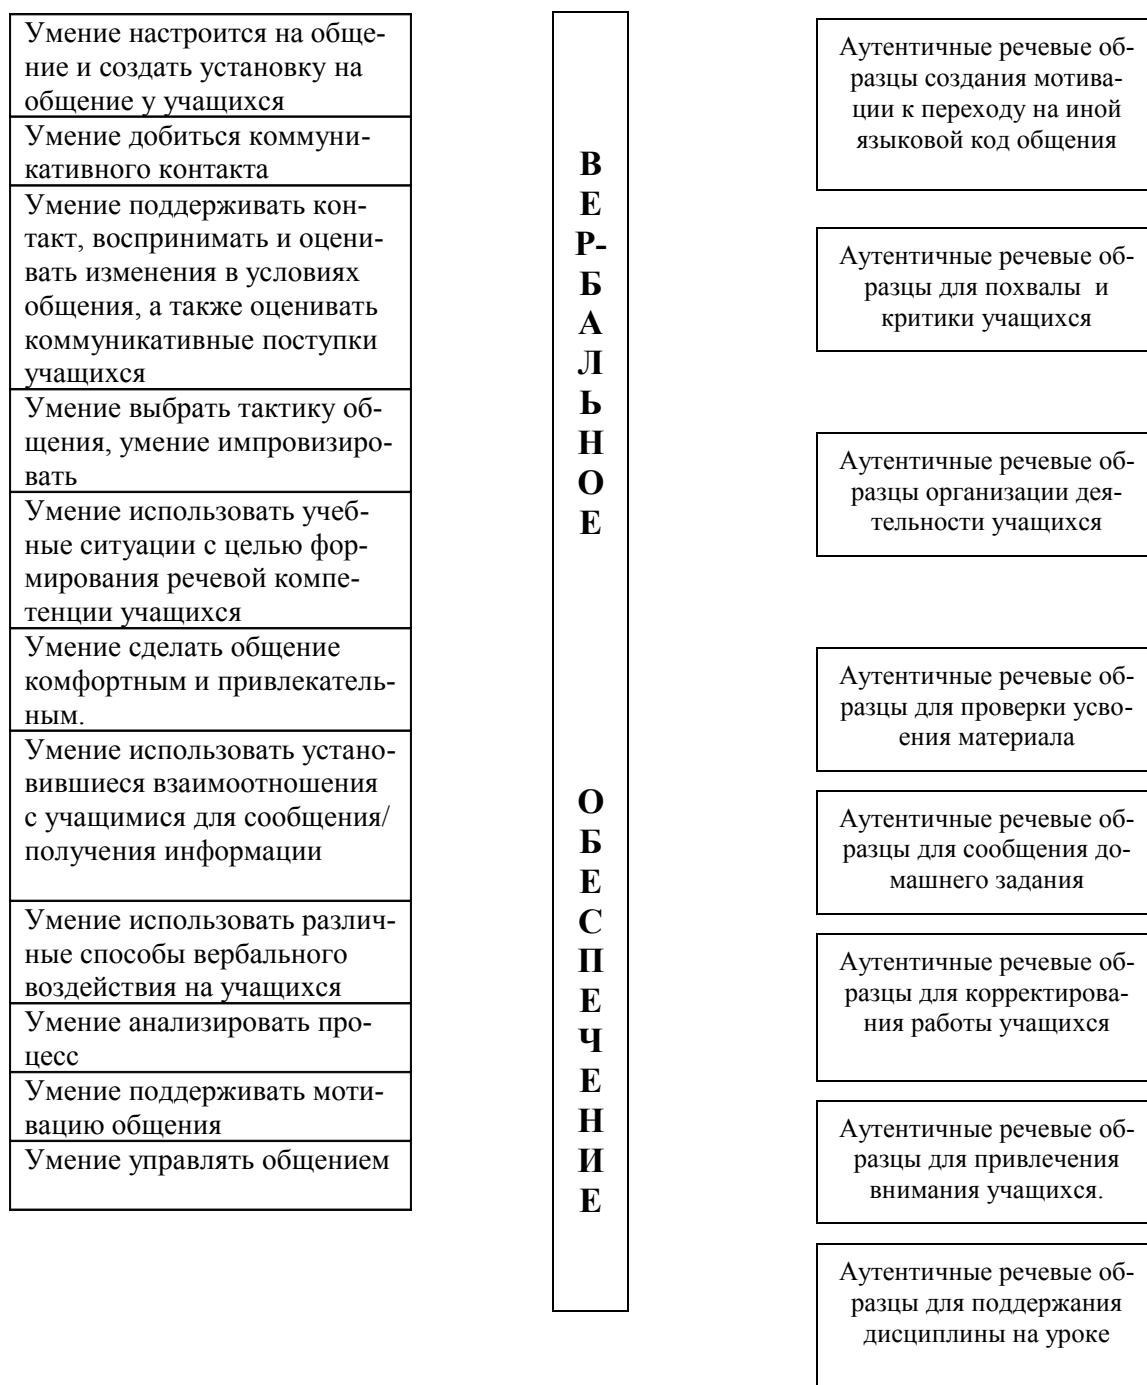 Умение настроится на обще-
ние и создать установку на
общение у учащихся
Умение добиться коммуни-
кативного контакта
Умение поддерживать кон-
такт, воспринимать и оцени-
вать изменения в условиях
общения, а также оценивать
коммуникативные поступки
учащихся
Умение выбрать тактику об-
щения, умение импровизиро-
вать
Умение использовать учеб-
ные ситуации с целью фор-
мирования речевой компе-
тенции учащихся
Умение сделать общение
комфортным и привлекатель-
ным.
Умение использовать устано-
вившиеся взаимоотношения
с учащимися для сообщения/
получения информации
Умение использовать различ-
ные способы вербального
воздействия на учащихся
Умение анализировать про-
цесс
Умение поддерживать моти-
вацию общения
Умение управлять общением
В
Е
Р-
Б
А
Л
Ь
Н
О
Е
О
Б
Е
С
П
Е
Ч
Е
Н
И
Е
Аутентичные речевые об-
разцы создания мотива-
ции к переходу на иной
языковой код общения
Аутентичные речевые об-
разцы для похвалы и
критики учащихся
Аутентичные речевые об-
разцы организации дея-
тельности учащихся
Аутентичные речевые об-
разцы для проверки усво-
ения материала
Аутентичные речевые об-
разцы для сообщения до-
машнего задания
Аутентичные речевые об-
разцы для корректирова-
ния работы учащихся
Аутентичные речевые об-
разцы для привлечения
внимания учащихся.
Аутентичные речевые об-
разцы для поддержания
дисциплины на уроке